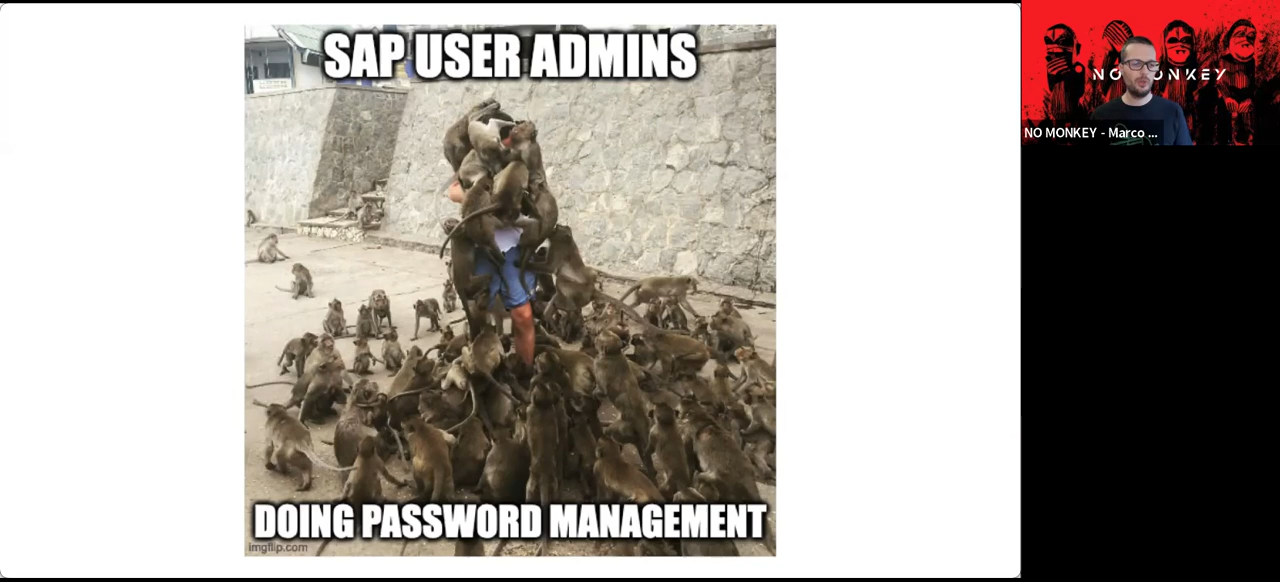 SAP USER ADMINS
DOING PASSWORD MANAGEMENT
imgflip.com
NO MONKEY
NO MONKEY - Marco ...